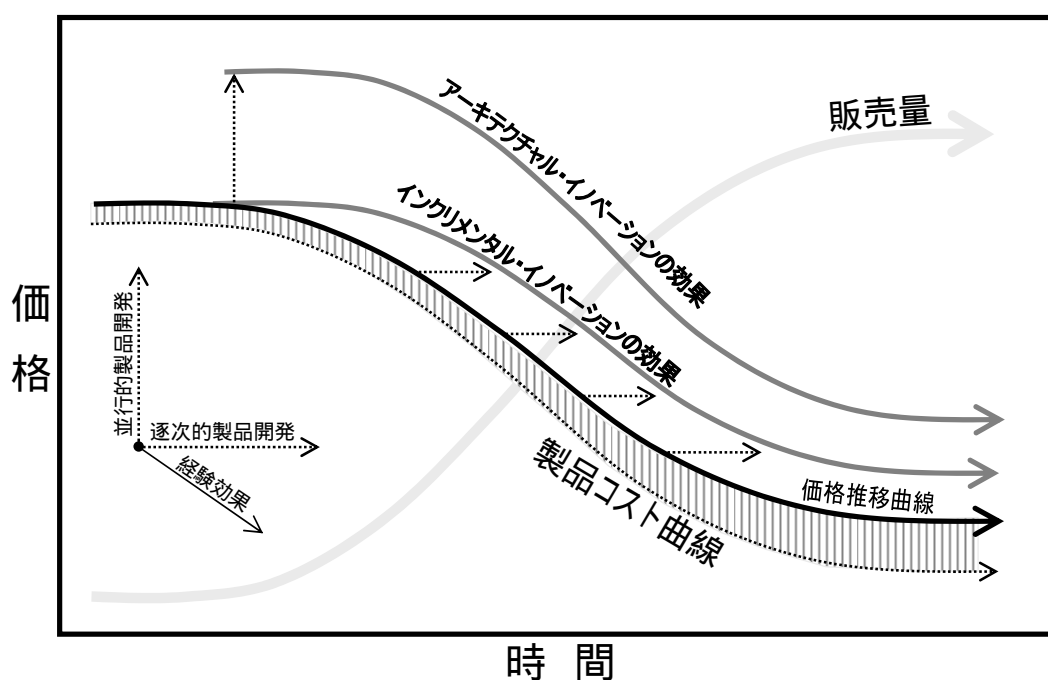 販売量
アーキテクチャル・イノベーションの効果
インクリメンタル・イノベーションの効果
価格
並行的製品開発
逐次的製品開発
経験効果
製品コスト曲線
価格推移曲線
時間